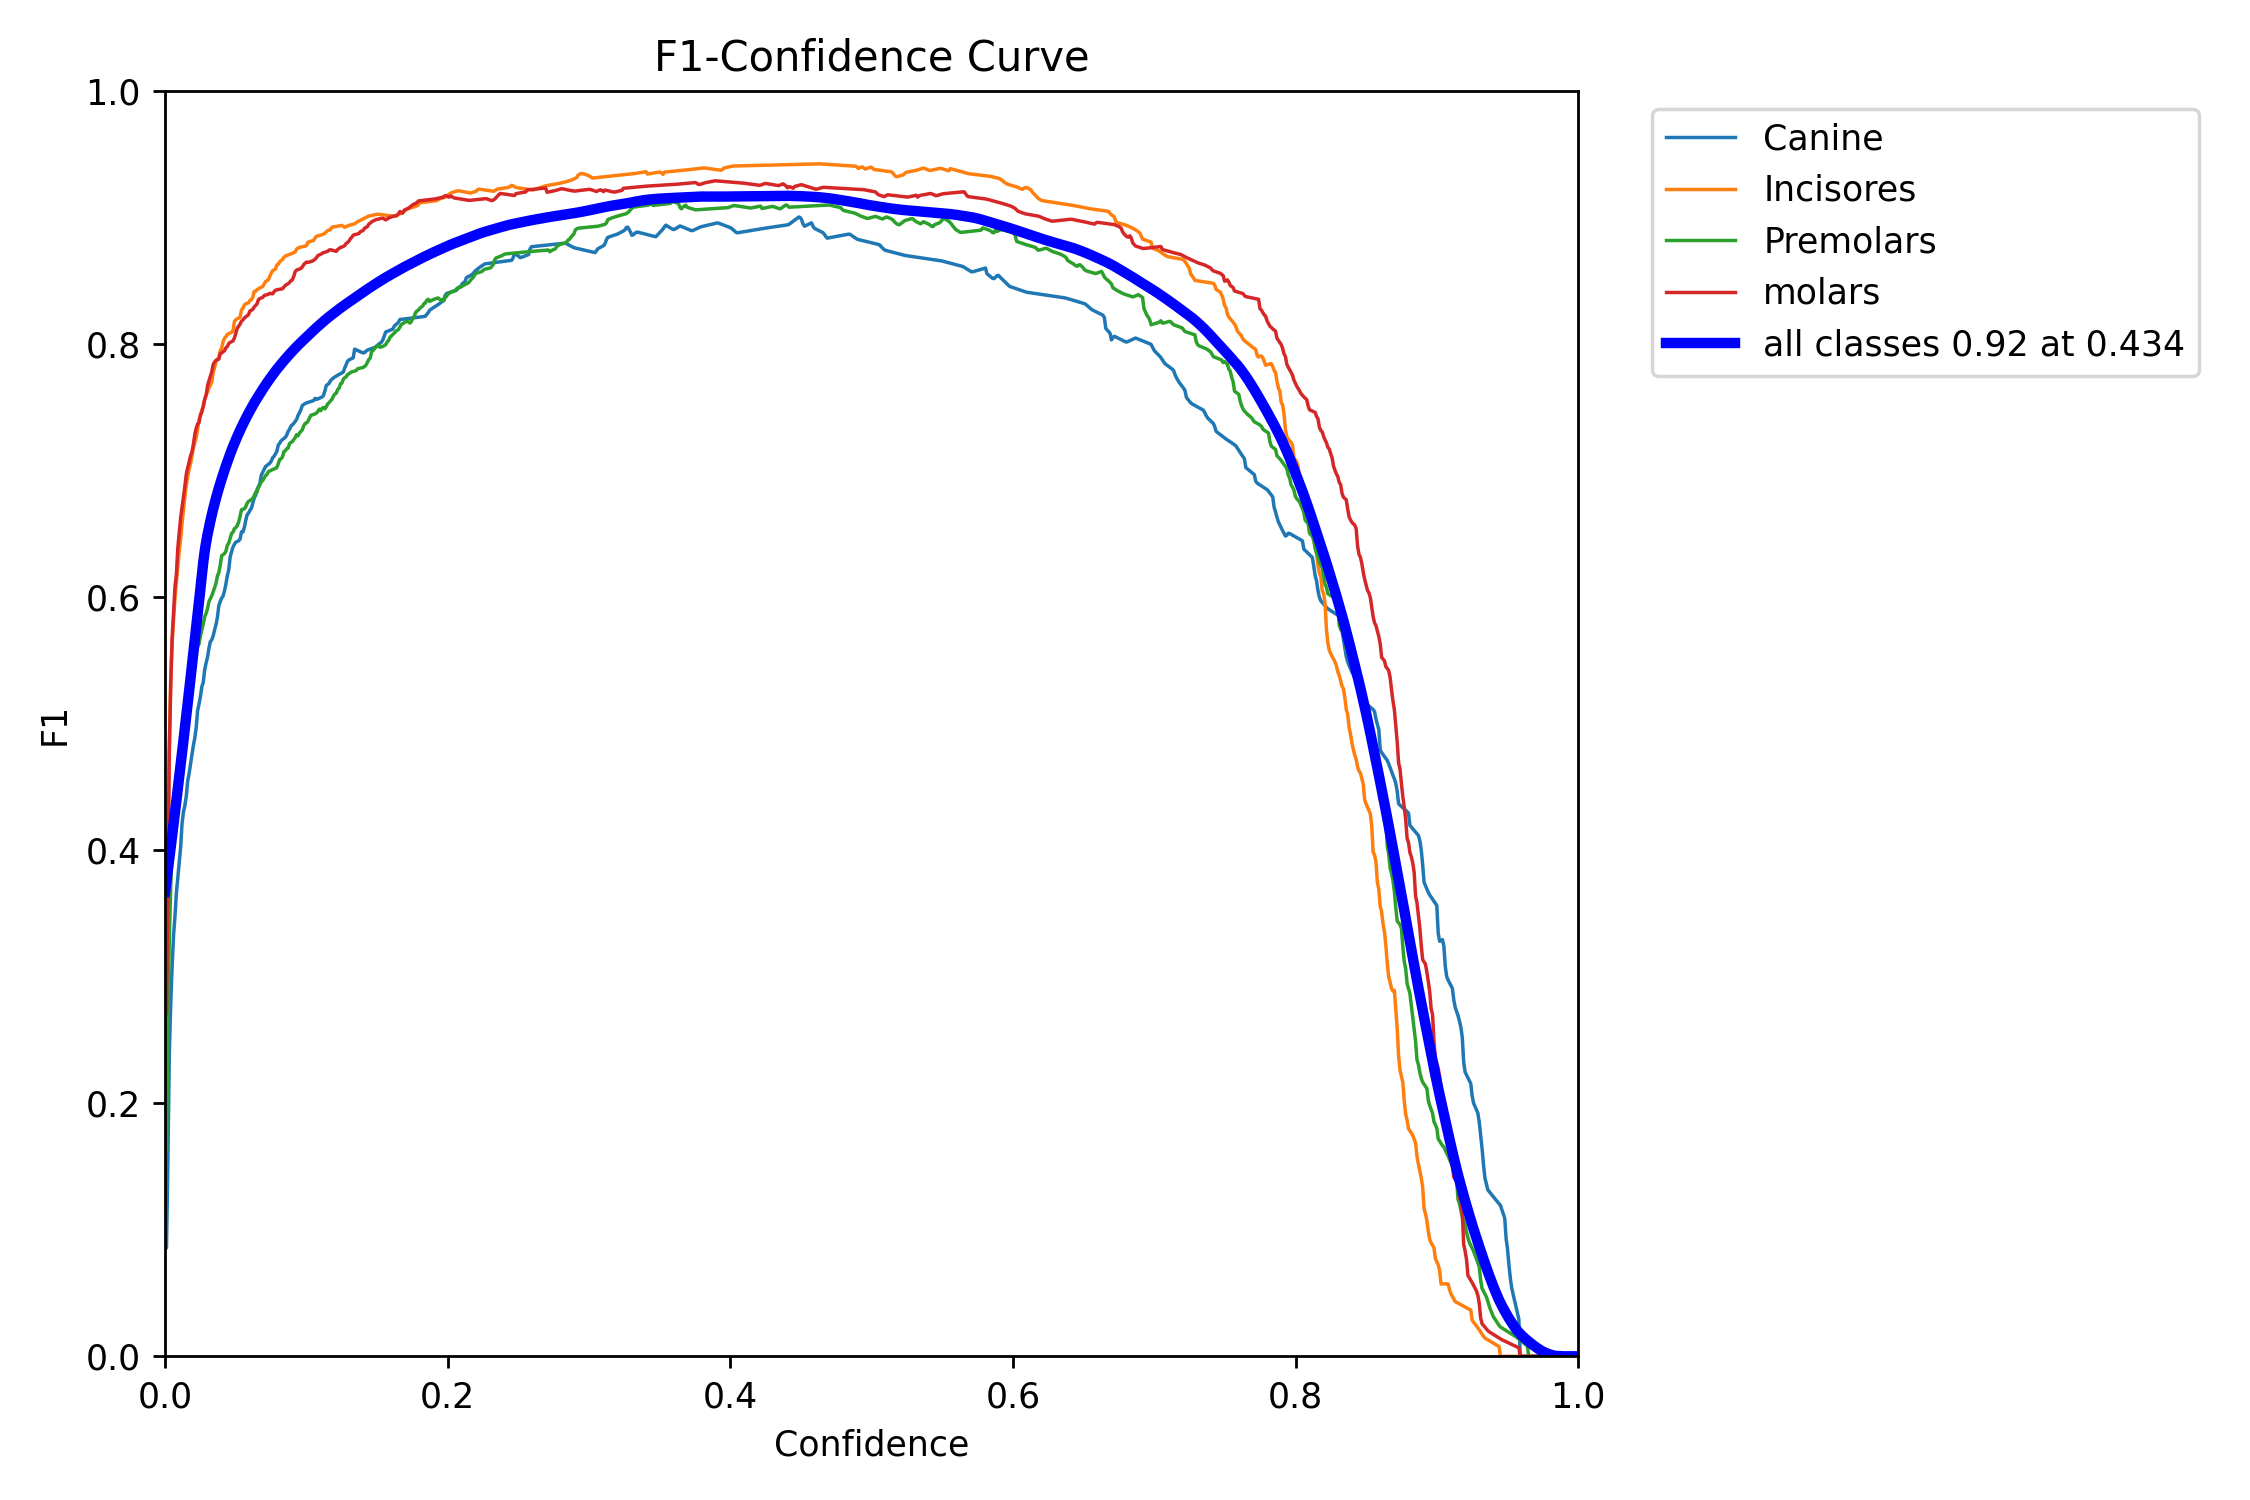 F1-Confidence Curve
1.0
0.8
0.6
0.4
0.2
0.0
F1
0.0 0.2 0.4 0.6 0.8 1.0
Confidence
Canine
Incisores
Premolars
molars
all classes 0.92 at 0.434